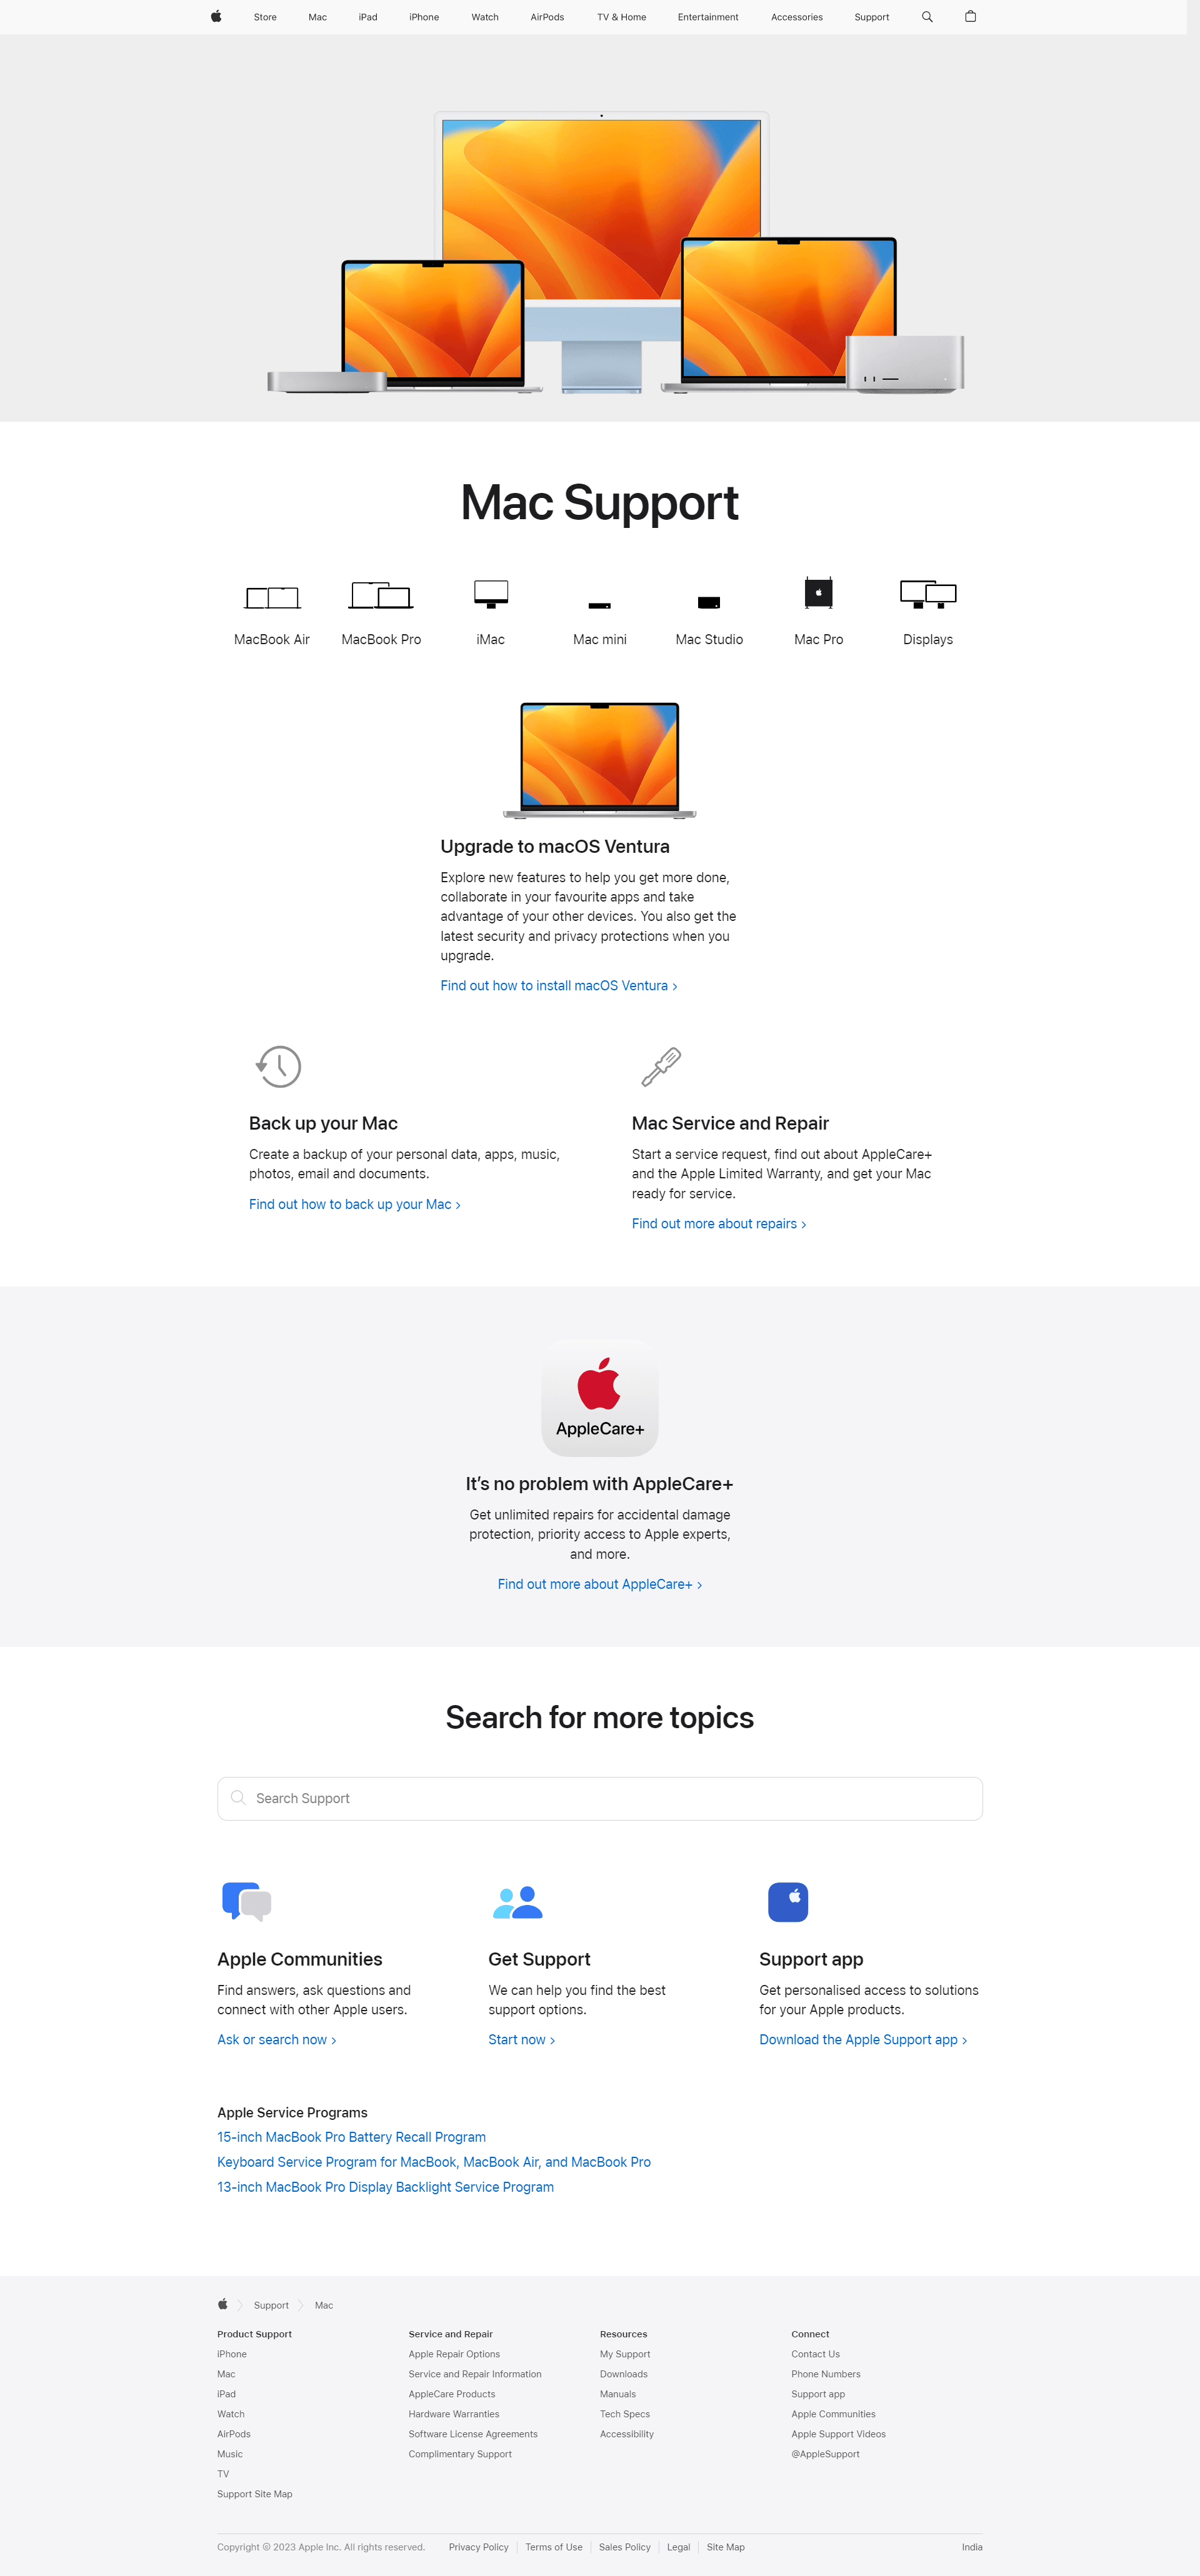 Store Mac iPad iPhone Watch AirPods TV & Home Entertainment Accessories Support
Mac Support
MacBook Air MacBook Pro iMac Mac mini Mac Studio Mac Pro Displays
Upgrade to macOS Ventura
Explore new features to help you get more done,
collaborate in your favourite apps and take
advantage of your other devices. You also get the
latest security and privacy protections when you
upgrade.
Find out how to install macOS Ventura >
Back up your Mac
Create a backup of your personal data, apps, music,
photos, email and documents.
Find out how to back up your Mac >
Mac Service and Repair
Start a service request, find out about AppleCare+
and the Apple Limited Warranty, and get your Mac
ready for service.
Find out more about repairs >
AppleCare+
It’s no problem with AppleCare+
Get unlimited repairs for accidental damage
protection, priority access to Apple experts,
and more.
Find out more about AppleCare+ >
Search for more topics
Search Support
Apple Communities
Find answers, ask questions and
connect with other Apple users.
Ask or search now >
Get Support
We can help you find the best
support options.
Start now >
Support app
Get personalised access to solutions
for your Apple products.
Download the Apple Support app >
Apple Service Programs
15-inch MacBook Pro Battery Recall Program
Keyboard Service Program for MacBook, MacBook Air, and MacBook Pro
13-inch MacBook Pro Display Backlight Service Program
Support Mac
Product Support
iPhone
Mac
iPad
Watch
AirPods
Music
TV
Support Site Map
Service and Repair
Apple Repair Options
Service and Repair Information
AppleCare Products
Hardware Warranties
Software License Agreements
Complimentary Support
Resources
My Support
Downloads
Manuals
Tech Specs
Accessibility
Connect
Contact Us
Phone Numbers
Support app
Apple Communities
Apple Support Videos
@AppleSupport
Copyright © 2023 Apple Inc. All rights reserved. Privacy Policy Terms of Use Sales Policy Legal Site Map India